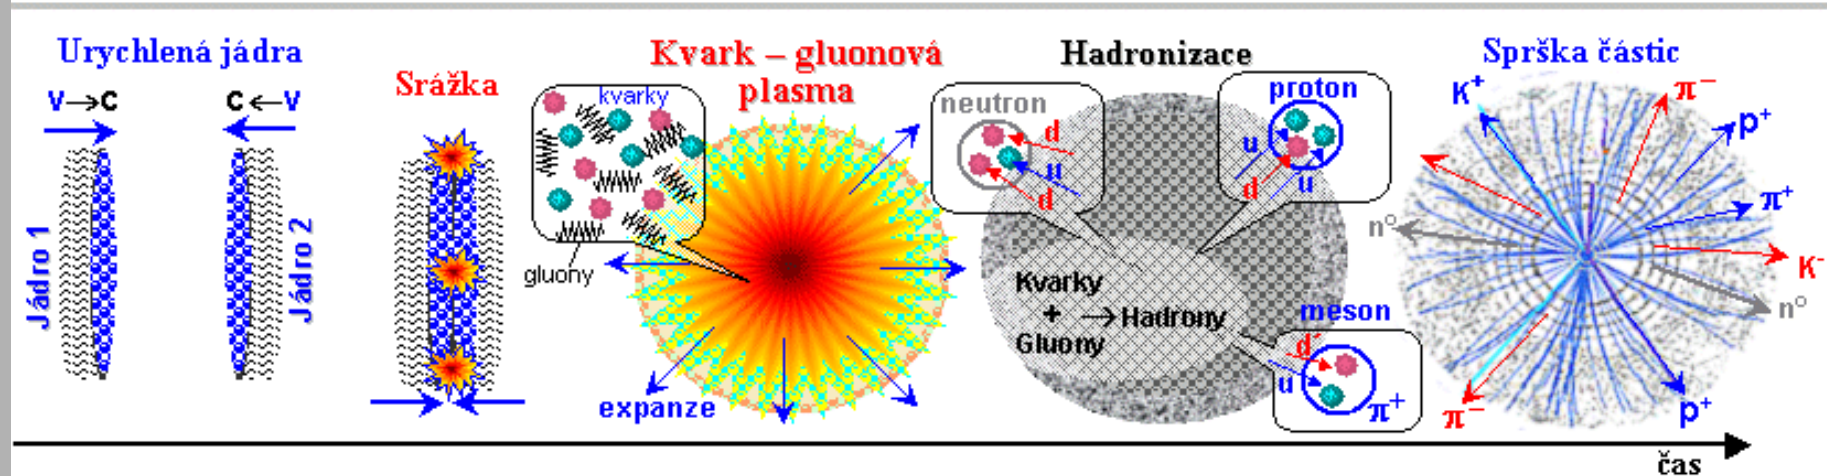 Urychlená jádra
V→C
C←V
Jádro 1
Jádro 2
Srážka
kvarky
gluony
Kvark – gluonová
plasma
expanze
Hadronizace
neutron
d
u
d
proton
u
d
u
Kvarky
+
→ Hadrony
Gluony
meson
d´
u
π⁺
Sprška částic
K⁺
π⁻
p⁺
π⁺
n°
K⁻
n°
π⁻
p⁺
čas